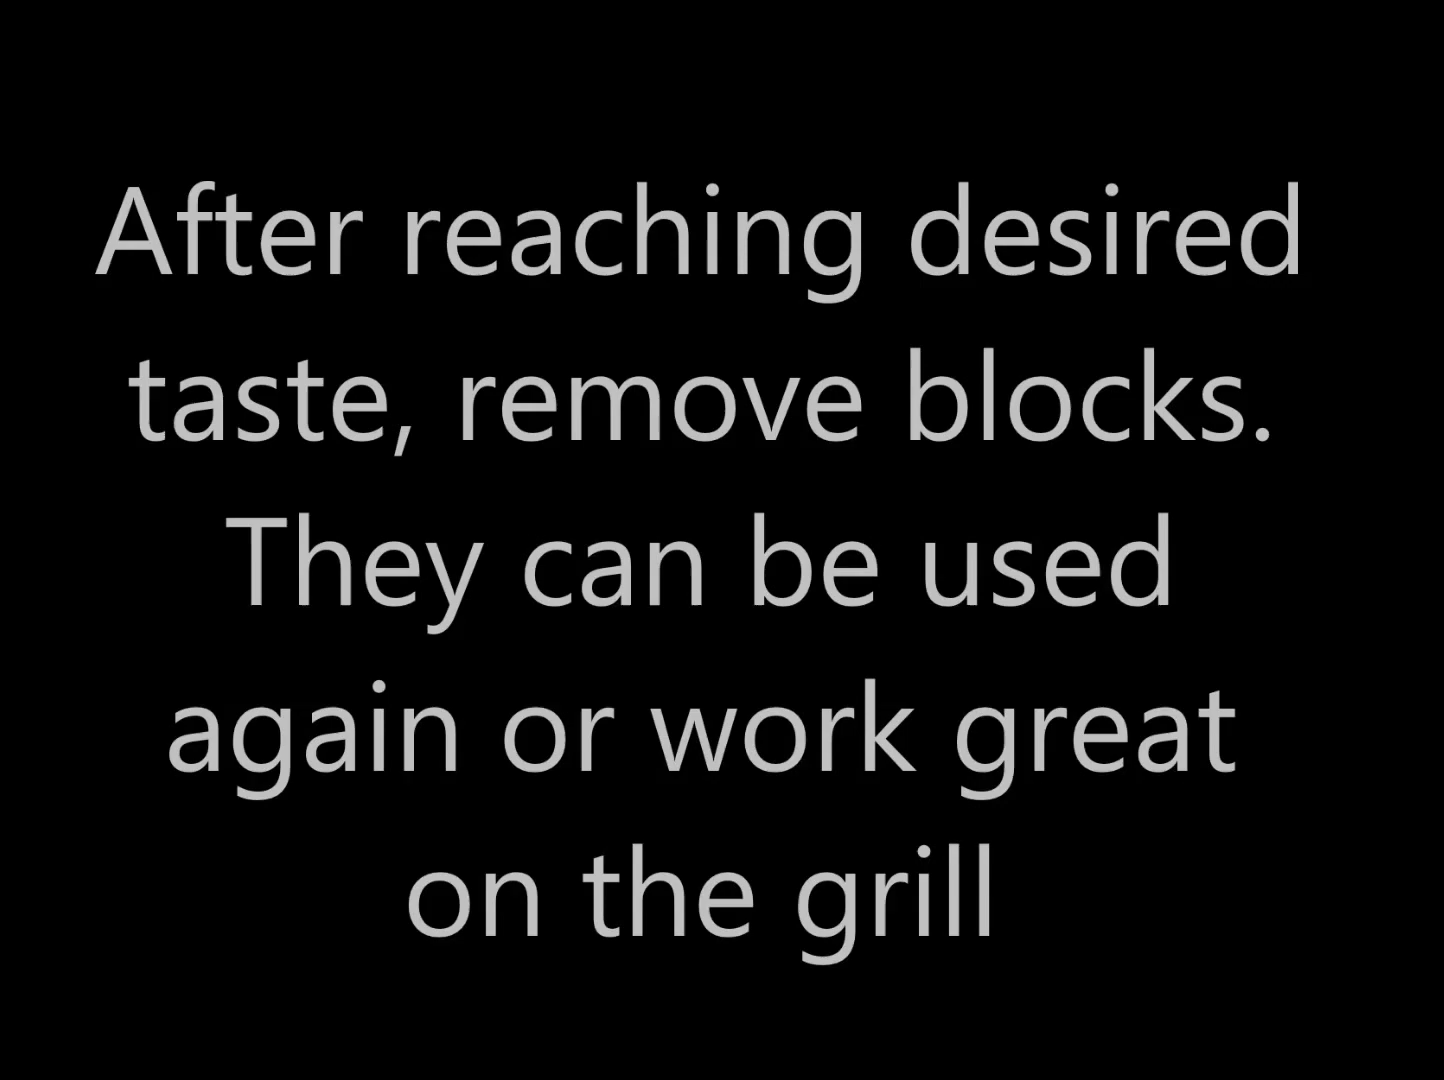 After reaching desired
taste, remove blocks.
They can be used
again or work great
on the grill